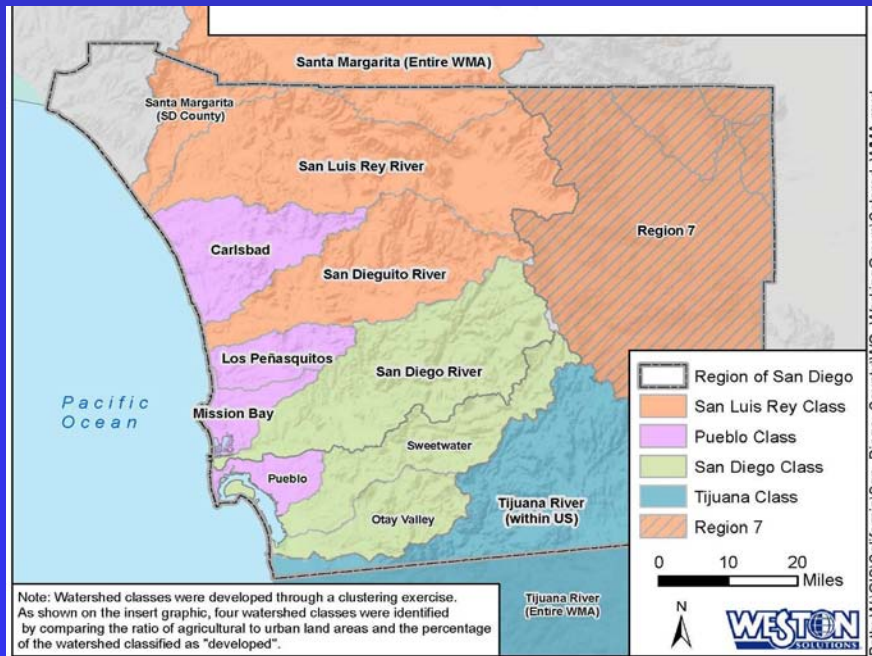 Santa Margarita (Entire WMA)
Santa Margarita
(SD County)
San Luis Rey River
Carlsbad
Region 7
San Dieguito River
Los Peñasquitos
San Diego River
Mission Bay
Pacific
Ocean
Sweetwater
Pueblo
Otay Valley
Tijuana River
(within US)
Tijuana River
(Entire WMA)
Region of San Diego
San Luis Rey Class
Pueblo Class
San Diego Class
Tijuana Class
Region 7
0 10 20
Miles
N
WESTON
SOLUTIONS
Note: Watershed classes were developed through a clustering exercise.
As shown on the insert graphic, four watershed classes were identified
by comparing the ratio of agricultural to urban land areas and the percentage
of the watershed classified as "developed".